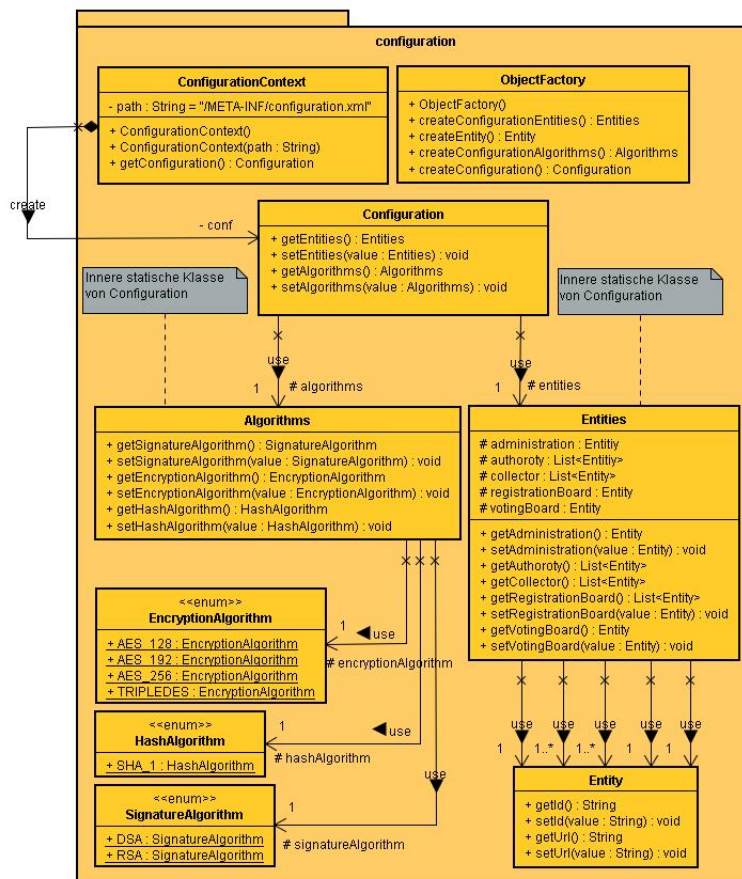 configuration
ConfigurationContext
- path : String = "/META-INF/configuration.xml"
+ ConfigurationContext()
+ ConfigurationContext(path : String)
+ getConfiguration() : Configuration
ObjectFactory
+ ObjectFactory()
+ createConfigurationEntities() : Entities
+ createEntity() : Entity
+ createConfigurationAlgorithms() : Algorithms
+ createConfiguration() : Configuration
create
- conf
Configuration
+ getEntities() : Entities
+ setEntities(value : Entities) : void
+ getAlgorithms() : Algorithms
+ setAlgorithms(value : Algorithms) : void
Innere statische Klasse
von Configuration
Innere statische Klasse
von Configuration
use
1
# algorithms
use
1
# entities
Algorithms
+ getSignatureAlgorithm() : SignatureAlgorithm
+ setSignatureAlgorithm(value : SignatureAlgorithm) : void
+ getEncryptionAlgorithm() : EncryptionAlgorithm
+ setEncryptionAlgorithm(value : EncryptionAlgorithm) : void
+ getHashAlgorithm() : HashAlgorithm
+ setHashAlgorithm(value : HashAlgorithm) : void
Entities
# administration : Entity
# authoroty : List<Entity>
# collector : List<Entity>
# registrationBoard : Entity
# votingBoard : Entity
+ getAdministration() : Entity
+ setAdministration(value : Entity) : void
+ getAuthoroty() : List<Entity>
+ getCollector() : List<Entity>
+ getRegistrationBoard() : List<Entity>
+ setRegistrationBoard(value : Entity) : void
+ getVotingBoard() : Entity
+ setVotingBoard(value : Entity) : void
<<enum>>
EncryptionAlgorithm
+ AES_128 : EncryptionAlgorithm
+ AES_192 : EncryptionAlgorithm
+ AES_256 : EncryptionAlgorithm
+ TRIPLEDES : EncryptionAlgorithm
1
use
# encryptionAlgorithm
<<enum>>
HashAlgorithm
+ SHA_1 : HashAlgorithm
1
use
# hashAlgorithm
use
<<enum>>
SignatureAlgorithm
+ DSA : SignatureAlgorithm
+ RSA : SignatureAlgorithm
1
# signatureAlgorithm
use use use use use
1 1..* 1..* 1 1
Entity
+ getId() : String
+ setId(value : String) : void
+ getUrl() : String
+ setUrl(value : String) : void